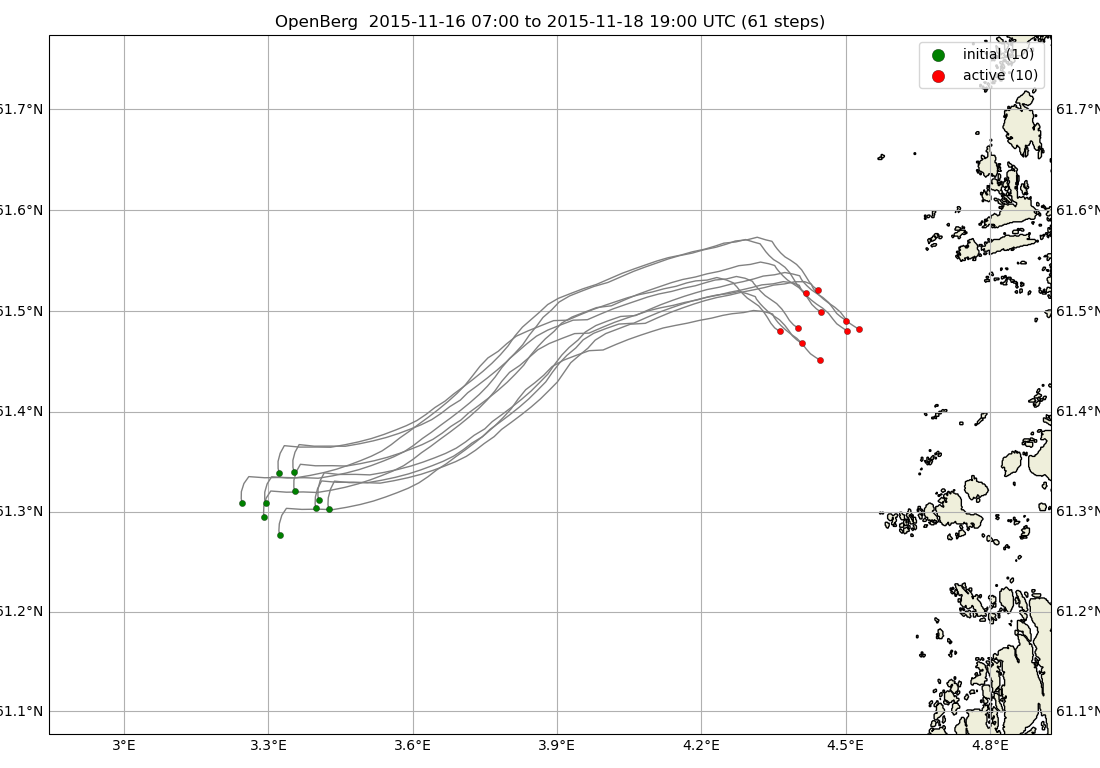 OpenBerg  2015-11-16 07:00 to 2015-11-18 19:00 UTC (61 steps)
initial (10)
active (10)
61.7°N 61.7°N
61.6°N 61.6°N
61.5°N 61.5°N
61.4°N 61.4°N
61.3°N 61.3°N
61.2°N 61.2°N
61.1°N 61.1°N
3°E 3.3°E 3.6°E 3.9°E 4.2°E 4.5°E 4.8°E